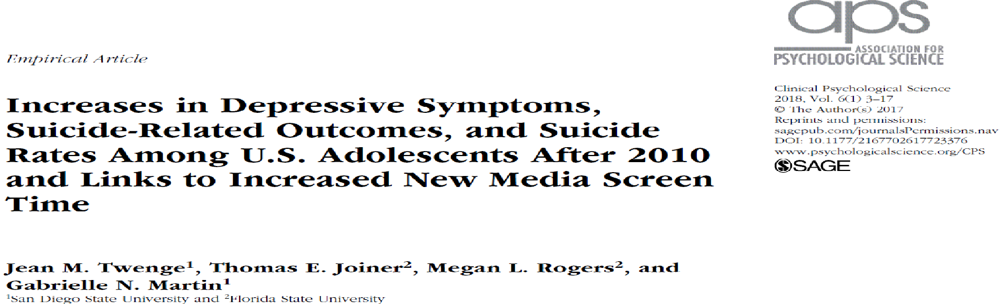 aps
ASSOCIATION FOR
PSYCHOLOGICAL SCIENCE
Empirical Article
Clinical Psychological Science
2018, Vol. 6(1) 3–17
© The Author(s) 2017
Reprints and permissions:
sagepub.com/journalsPermissions.nav
DOI: 10.1177/2167702617723376
www.psychologicalscience.org/CPS
SAGE
Increases in Depressive Symptoms,
Suicide-Related Outcomes, and Suicide
Rates Among U.S. Adolescents After 2010
and Links to Increased New Media Screen
Time
Jean M. Twenge¹, Thomas E. Joiner², Megan L. Rogers², and
Gabrielle N. Martin¹
¹San Diego State University and ²Florida State University